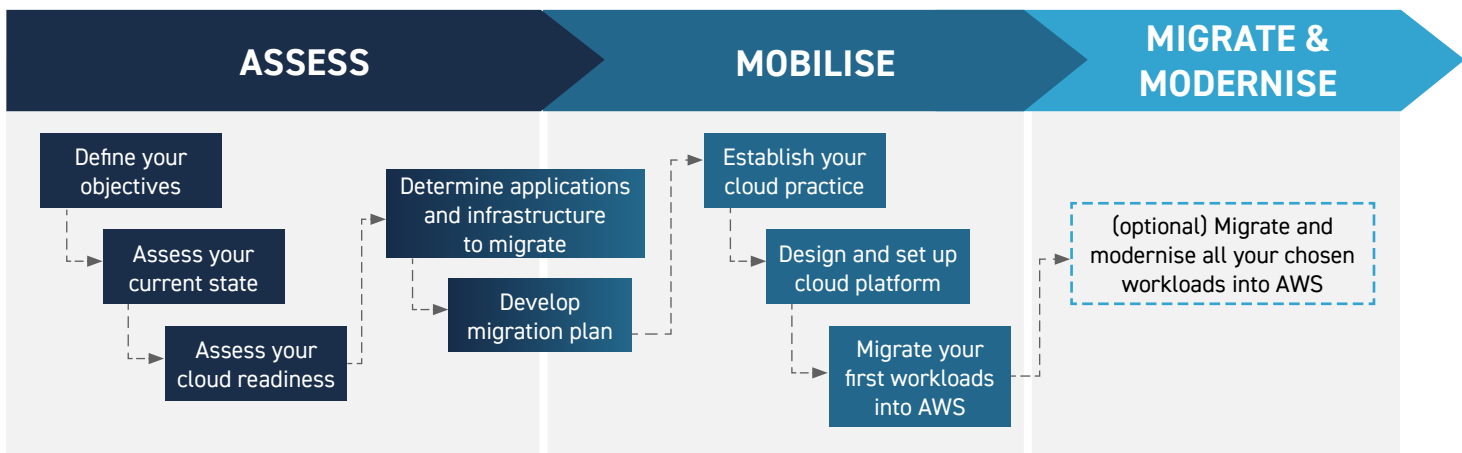 ASSESS
MOBILISE
MIGRATE &
MODERNISE
Define your
objectives
Assess your
current state
Assess your
cloud readiness
Determine applications
and infrastructure
to migrate
Develop
migration plan
Establish your
cloud practice
Design and set up
cloud platform
Migrate your
first workloads
into AWS
(optional) Migrate and
modernise all your chosen
workloads into AWS